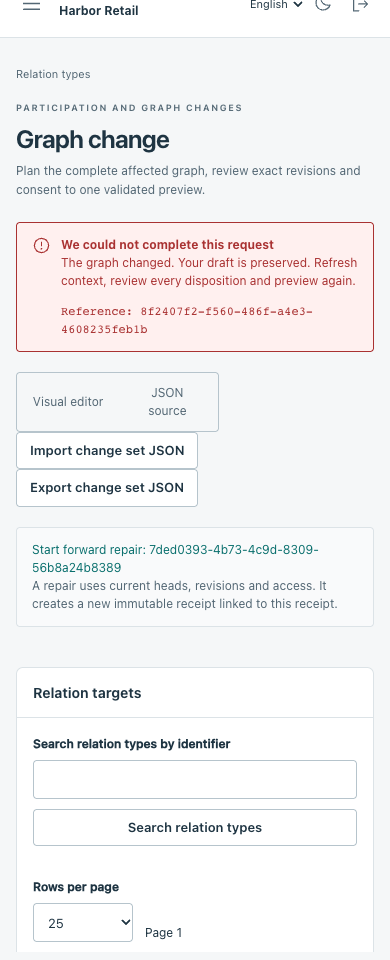 Harbor Retail
English
Relation types
PARTICIPATION AND GRAPH CHANGES
Graph change
Plan the complete affected graph, review exact revisions and
consent to one validated preview.
We could not complete this request
The graph changed. Your draft is preserved. Refresh
context, review every disposition and preview again.
Reference: 8f2407f2-f560-486f-a4e3-
4608235feb1b
Visual editor
JSON
source
Import change set JSON
Export change set JSON
Start forward repair: 7ded0393-4b73-4c9d-8309-
56b8a24b8389
A repair uses current heads, revisions and access. It
creates a new immutable receipt linked to this receipt.
Relation targets
Search relation types by identifier
Search relation types
Rows per page
25
Page 1